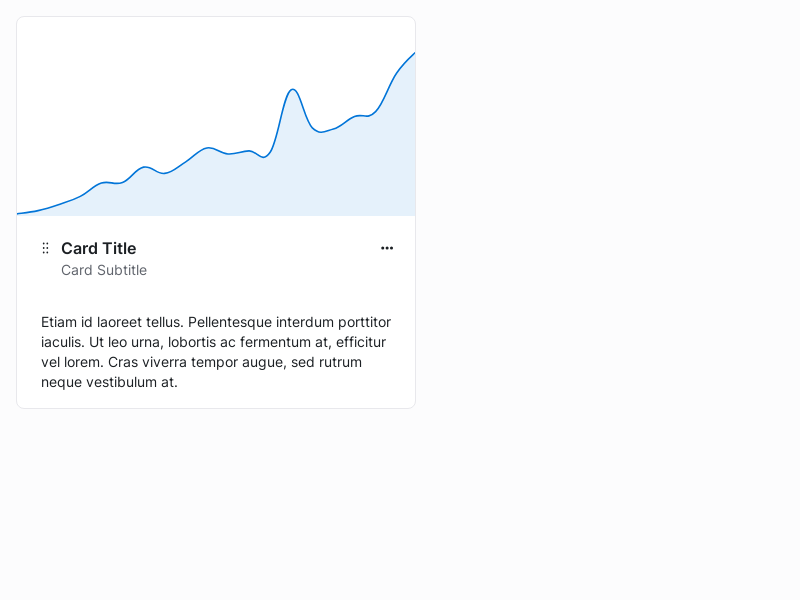 Card Title
Card Subtitle
Etiam id laoreet tellus. Pellentesque interdum porttitor
iaculis. Ut leo urna, lobortis ac fermentum at, efficitur
vel lorem. Cras viverra tempor augue, sed rutrum
neque vestibulum at.